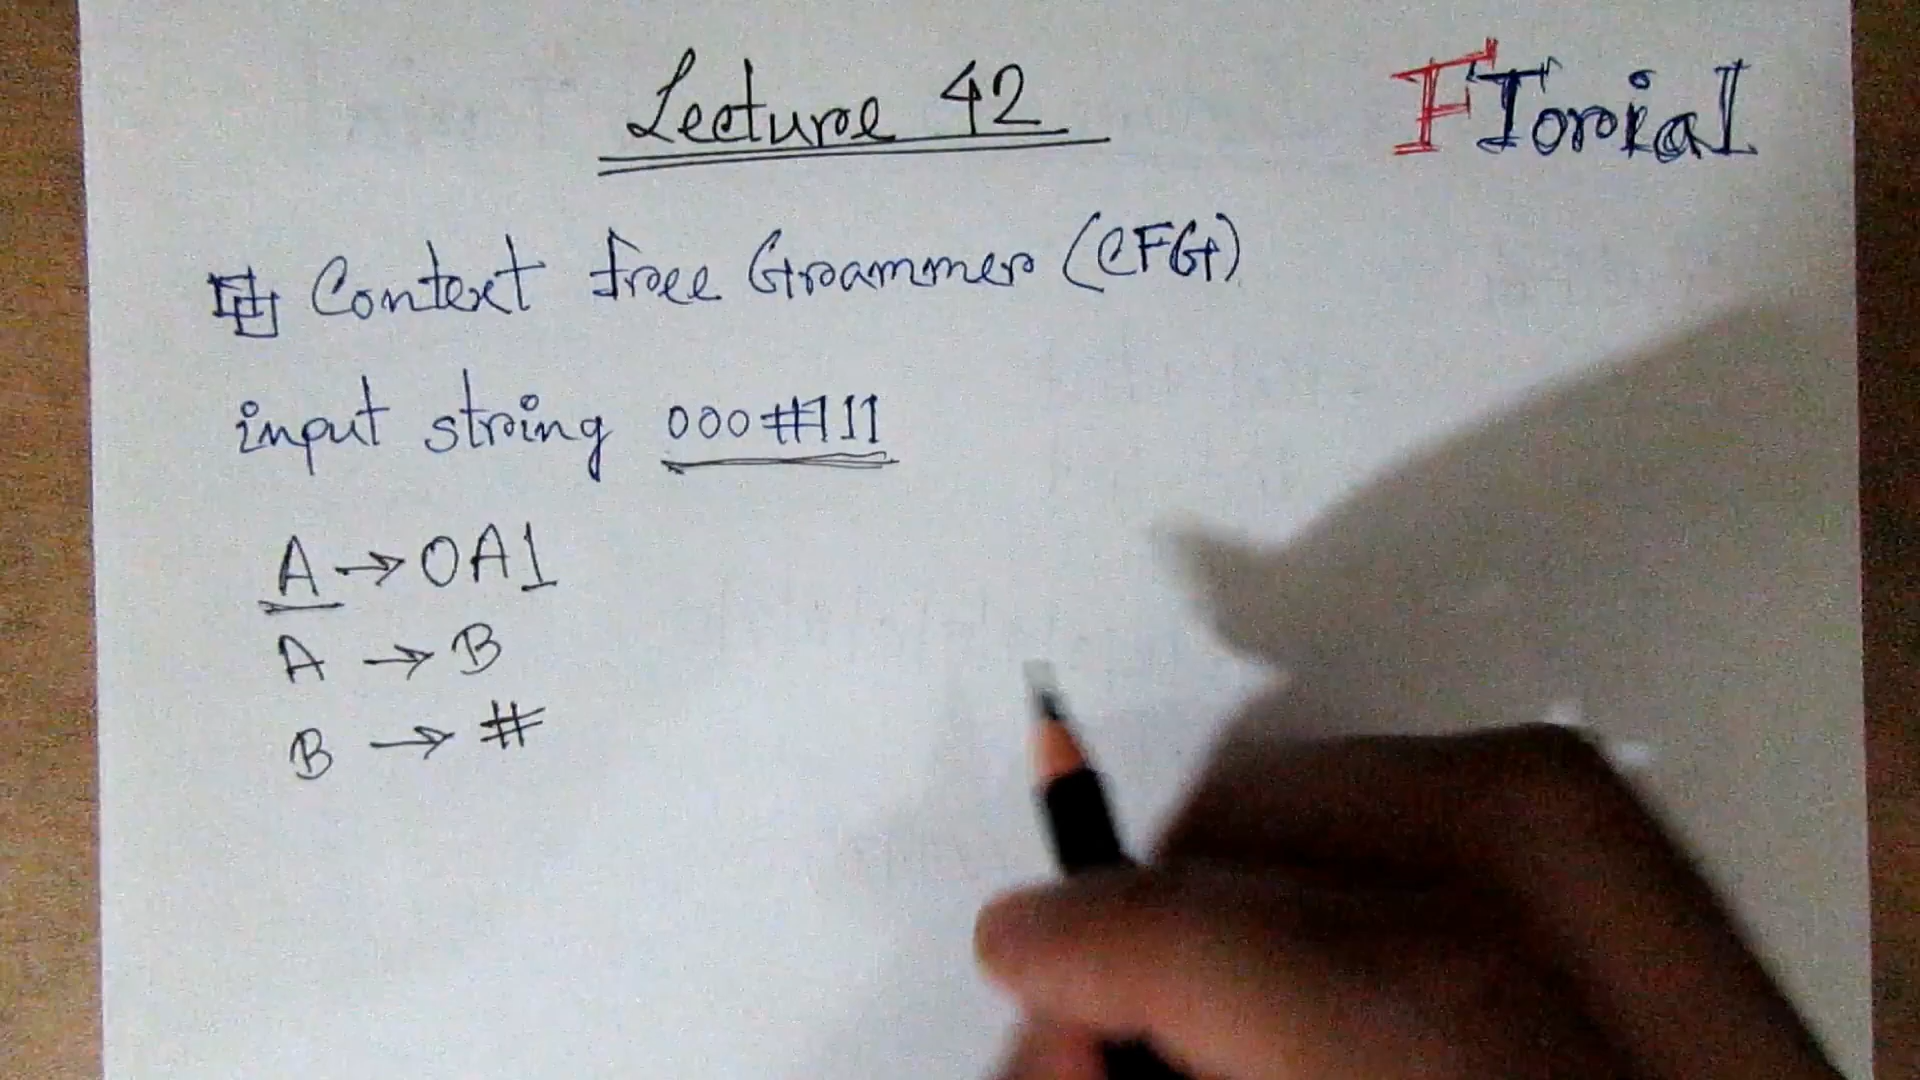 Lecture 42
FTorial
Context free Grammer (CFG)
input string 000#111
A → 0A1
A → B
B → #